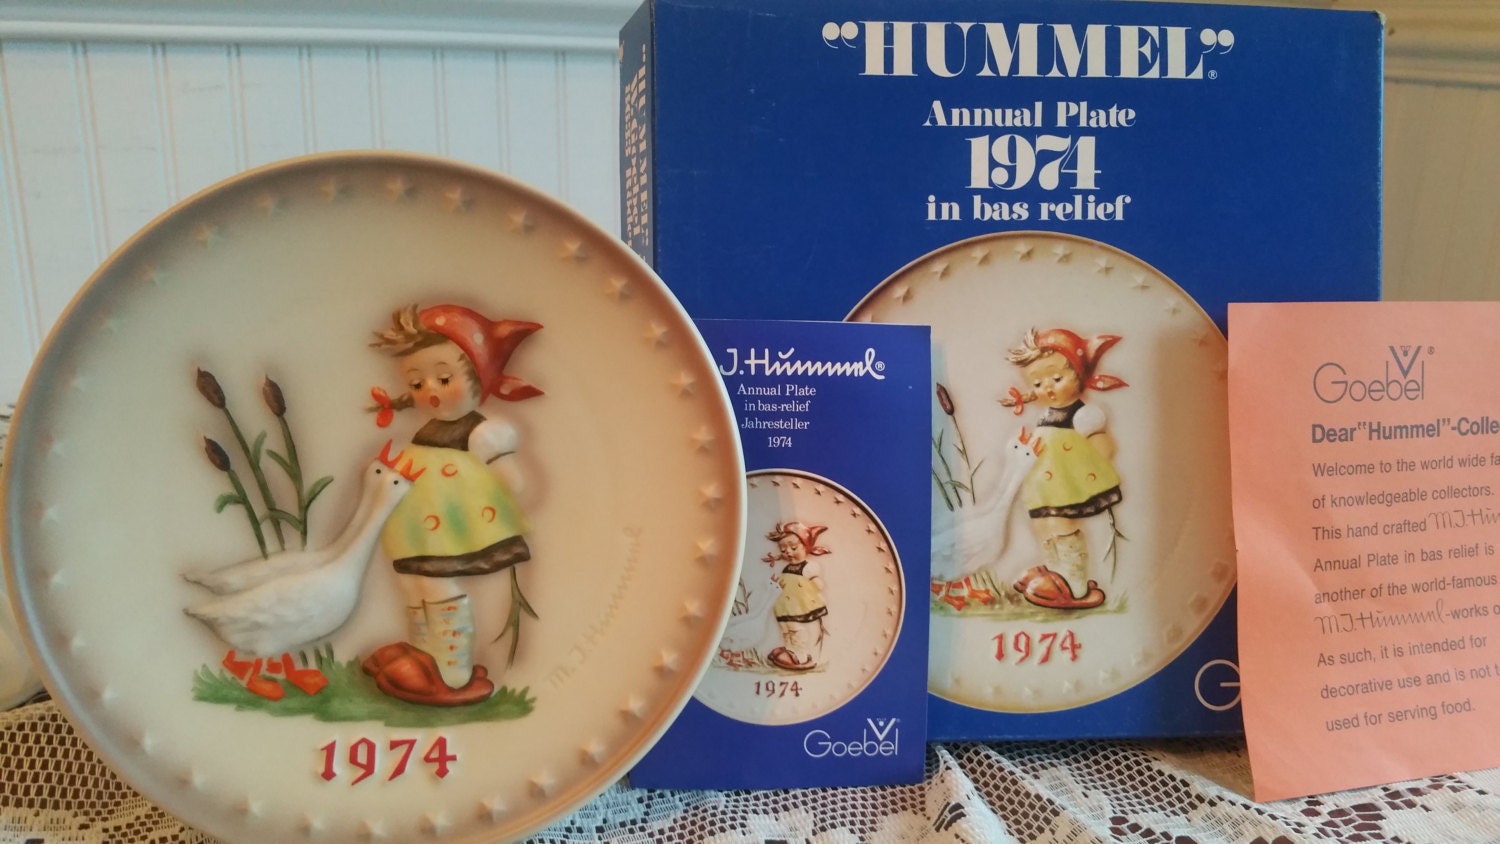 "HUMMEL"®
Annual Plate
1974
in bas relief
1974
M. J. Hummel
1974
J. Hummel®
Annual Plate
in bas-relief
Jahresteller
1974
1974
Goebel®
G
Goebel®
Dear "Hummel"-Colle
Welcome to the world wide fa
of knowledgeable collectors.
This hand crafted M.J. Hum
Annual Plate in bas relief is
another of the world-famous
M.J. Hummel-works o
As such, it is intended for
decorative use and is not t
used for serving food.